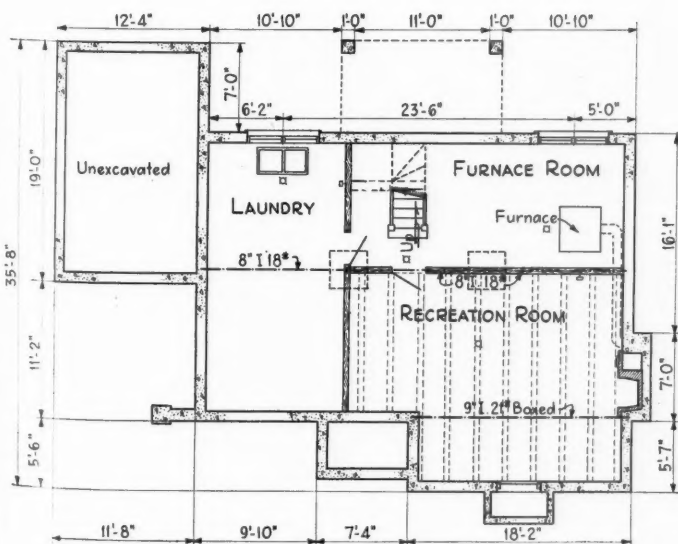 12'-4" 10'-10" 1'-0" 11'-0" 1'-0" 10'-10"
7'-0"
6'-2" 23'-6" 5'-0"
19'-0"
Unexcavated
FURNACE ROOM
LAUNDRY
Furnace
Up
16'-1"
35'-8"
8" I 18#
8" I 18#
RECREATION ROOM
11'-2"
7'-0"
9" I 21# Boxed
5'-6"
5'-7"
11'-8" 9'-10" 7'-4" 18'-2"